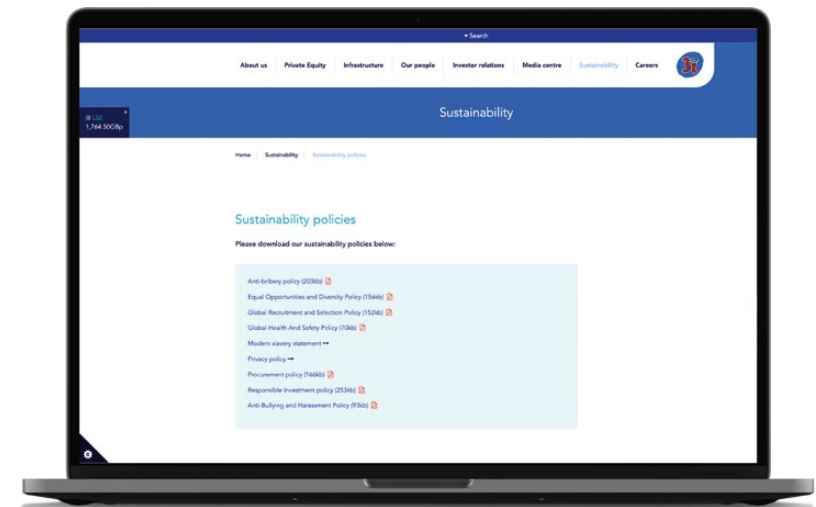 Search
About us Private Equity Infrastructure Our people Investor relations Media centre Sustainability Careers
3i
Sustainability
III LSE
1,764.50GBp
Home Sustainability Sustainability policies
Sustainability policies
Please download our sustainability policies below:
Anti-bribery policy (203kb)
Equal Opportunities and Diversity Policy (156kb)
Global Recruitment and Selection Policy (152kb)
Global Health And Safety Policy (70kb)
Modern slavery statement
Privacy policy
Procurement policy (166kb)
Responsible Investment policy (253kb)
Anti-Bullying and Harassment Policy (93kb)